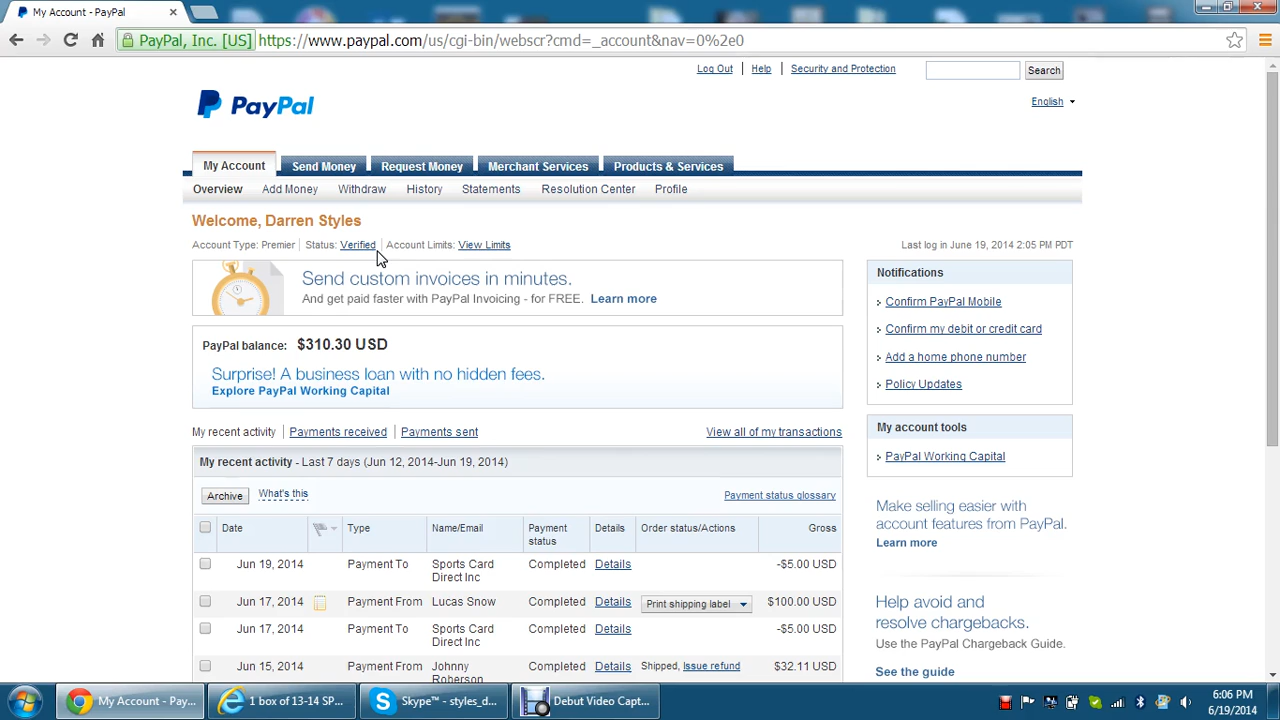 My Account - PayPal
PayPal, Inc. [US] https://www.paypal.com/us/cgi-bin/webscr?cmd=_account&nav=0%2e0
Log Out Help Security and Protection Search
PayPal
English
My Account Send Money Request Money Merchant Services Products & Services
Overview Add Money Withdraw History Statements Resolution Center Profile
Welcome, Darren Styles
Account Type: Premier Status: Verified Account Limits: View Limits
Last log in June 19, 2014 2:05 PM PDT
Send custom invoices in minutes.
And get paid faster with PayPal Invoicing - for FREE. Learn more
PayPal balance: $310.30 USD
Surprise! A business loan with no hidden fees.
Explore PayPal Working Capital
Notifications
Confirm PayPal Mobile
Confirm my debit or credit card
Add a home phone number
Policy Updates
My account tools
PayPal Working Capital
Make selling easier with
account features from PayPal.
Learn more
Help avoid and
resolve chargebacks.
Use the PayPal Chargeback Guide.
See the guide
My recent activity Payments received Payments sent View all of my transactions
My recent activity - Last 7 days (Jun 12, 2014-Jun 19, 2014)
Archive What's this Payment status glossary
Date Type Name/Email Payment status Details Order status/Actions Gross
Jun 19, 2014 Payment To Sports Card Direct Inc Completed Details -$5.00 USD
Jun 17, 2014 Payment From Lucas Snow Completed Details Print shipping label $100.00 USD
Jun 17, 2014 Payment To Sports Card Direct Inc Completed Details -$5.00 USD
Jun 15, 2014 Payment From Johnny Roberson Completed Details Shipped, Issue refund $32.11 USD
My Account - Pay... 1 box of 13-14 SP... Skype™ - styles_d... Debut Video Capt...
6:06 PM
6/19/2014